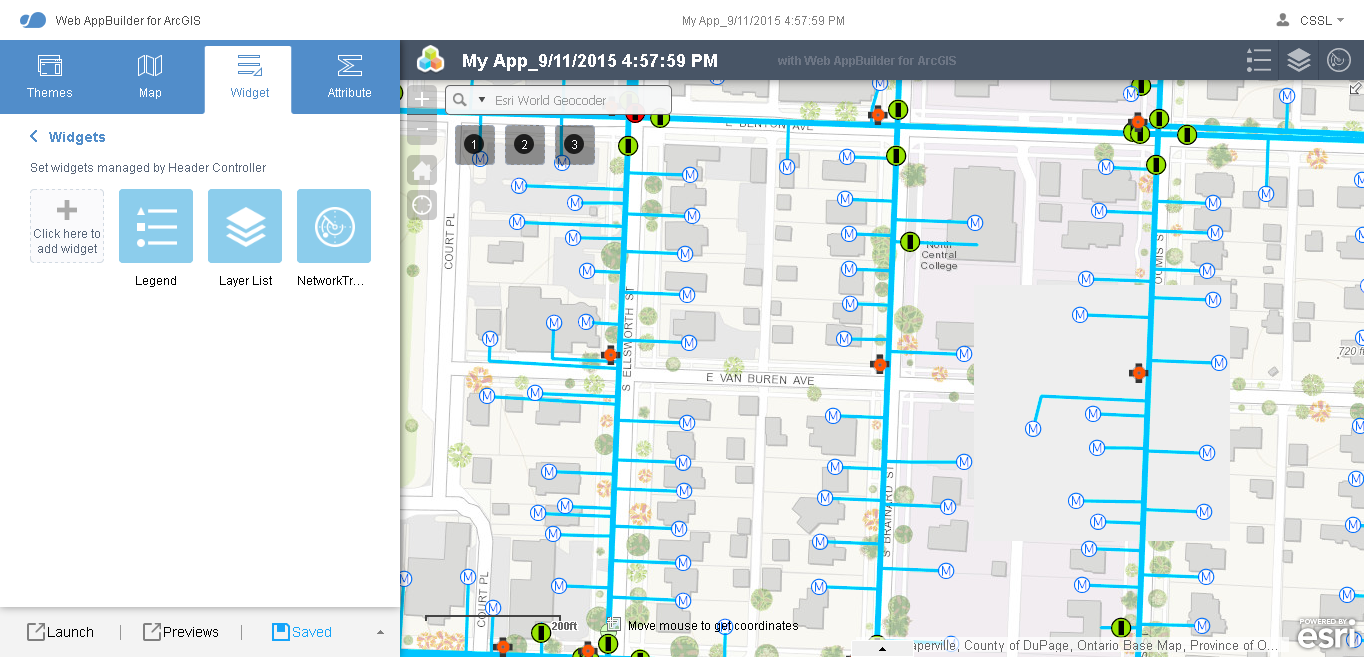 Web AppBuilder for ArcGIS
My App_9/11/2015 4:57:59 PM
CSSL
Themes
Map
Widget
Attribute
My App_9/11/2015 4:57:59 PM
with Web AppBuilder for ArcGIS
Widgets
Set widgets managed by Header Controller
Click here to
add widget
Legend
Layer List
NetworkTr...
Esri World Geocoder
1
2
3
E BENTON AVE
COURT PL
S ELLSWORTH ST
North
Central
College
LOOMIS ST
E VAN BUREN AVE
720 ft
S BRAINARD ST
COURT PL
200ft
Move mouse to get coordinates
Launch
Previews
Saved
aperville, County of DuPage, Ontario Base Map, Province of O...
POWERED BY
esri